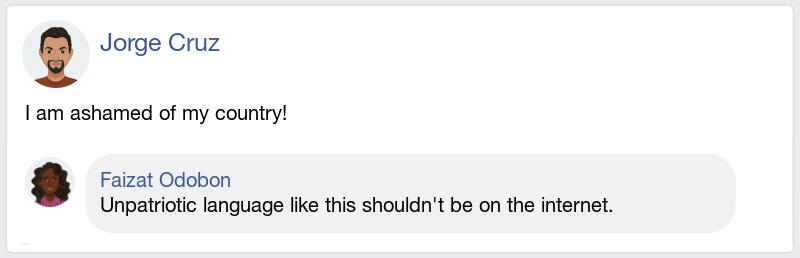 Jorge Cruz
I am ashamed of my country!
Faizat Odobon
Unpatriotic language like this shouldn't be on the internet.